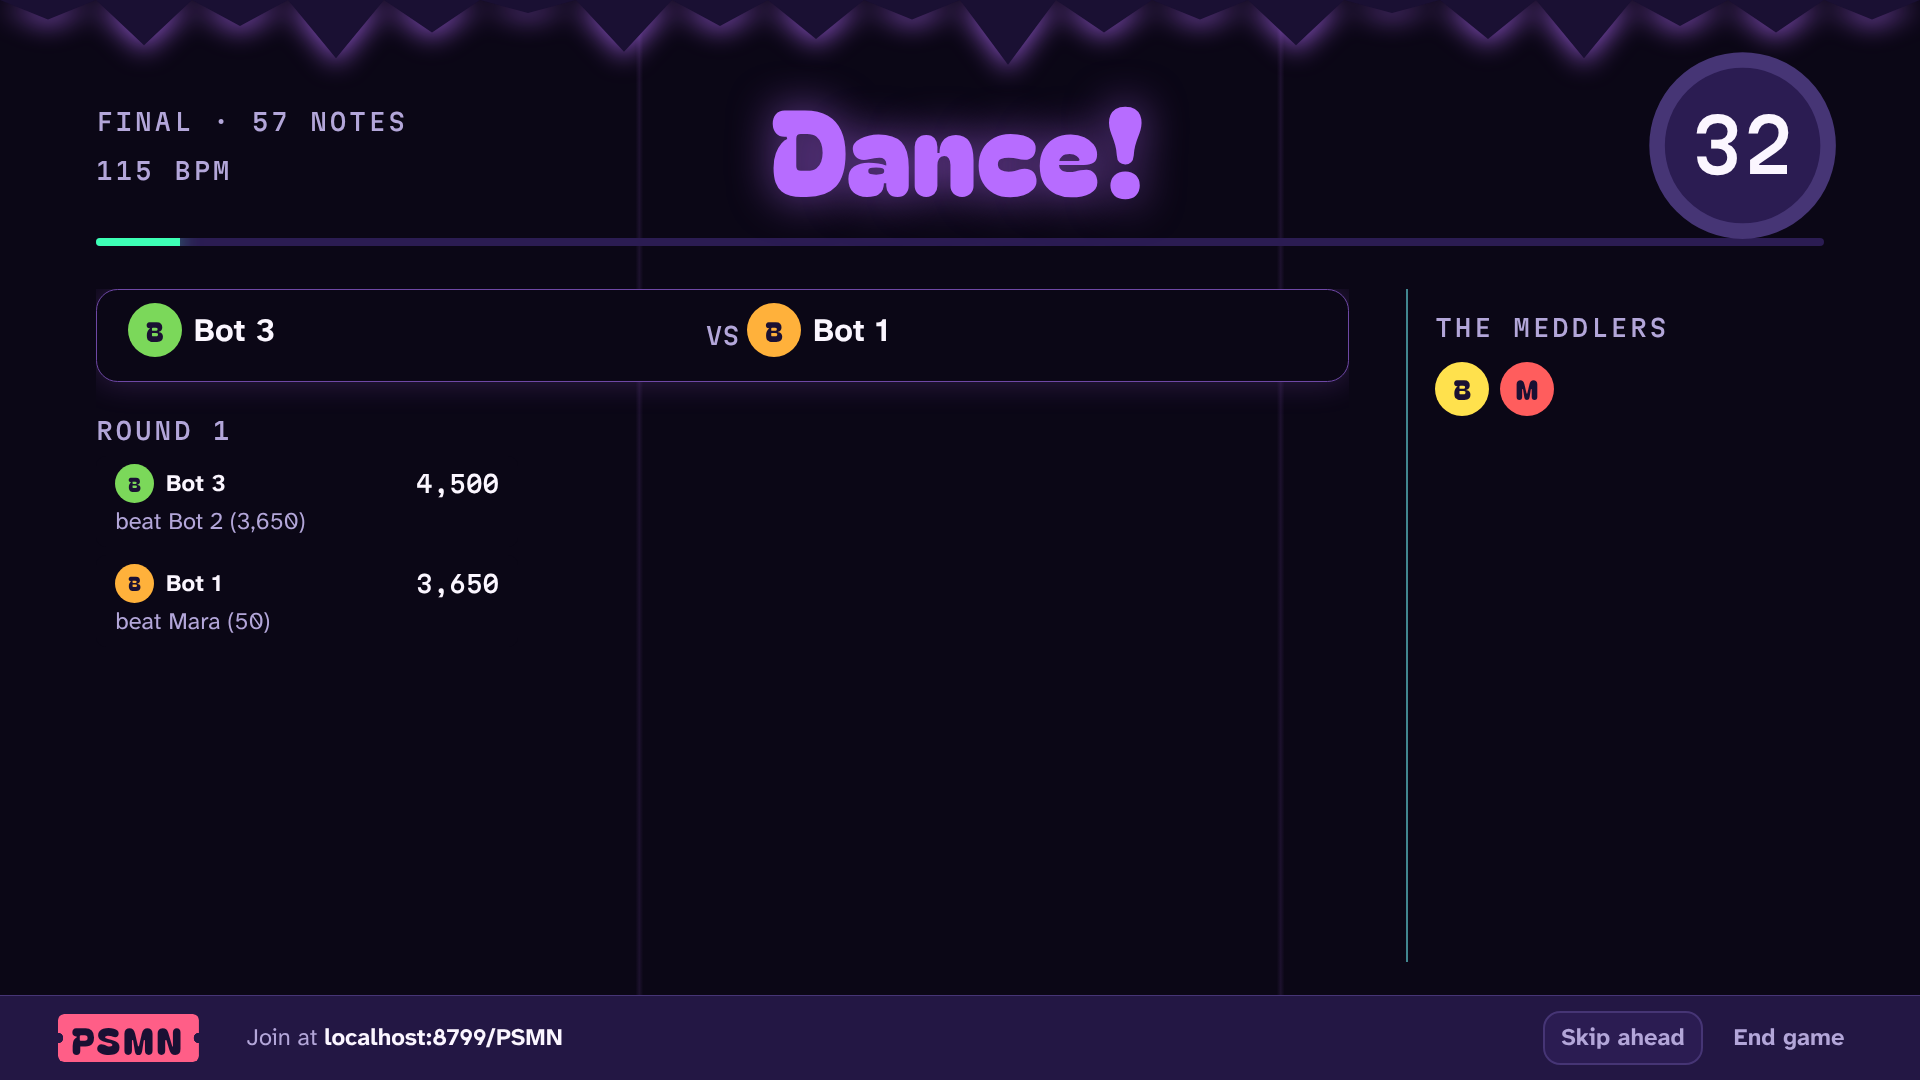 FINAL · 57 NOTES
115 BPM
Dance!
32
B Bot 3 VS B Bot 1
ROUND 1
B Bot 3 4,500
beat Bot 2 (3,650)
B Bot 1 3,650
beat Mara (50)
THE MEDDLERS
B M
PSMN Join at localhost:8799/PSMN Skip ahead End game